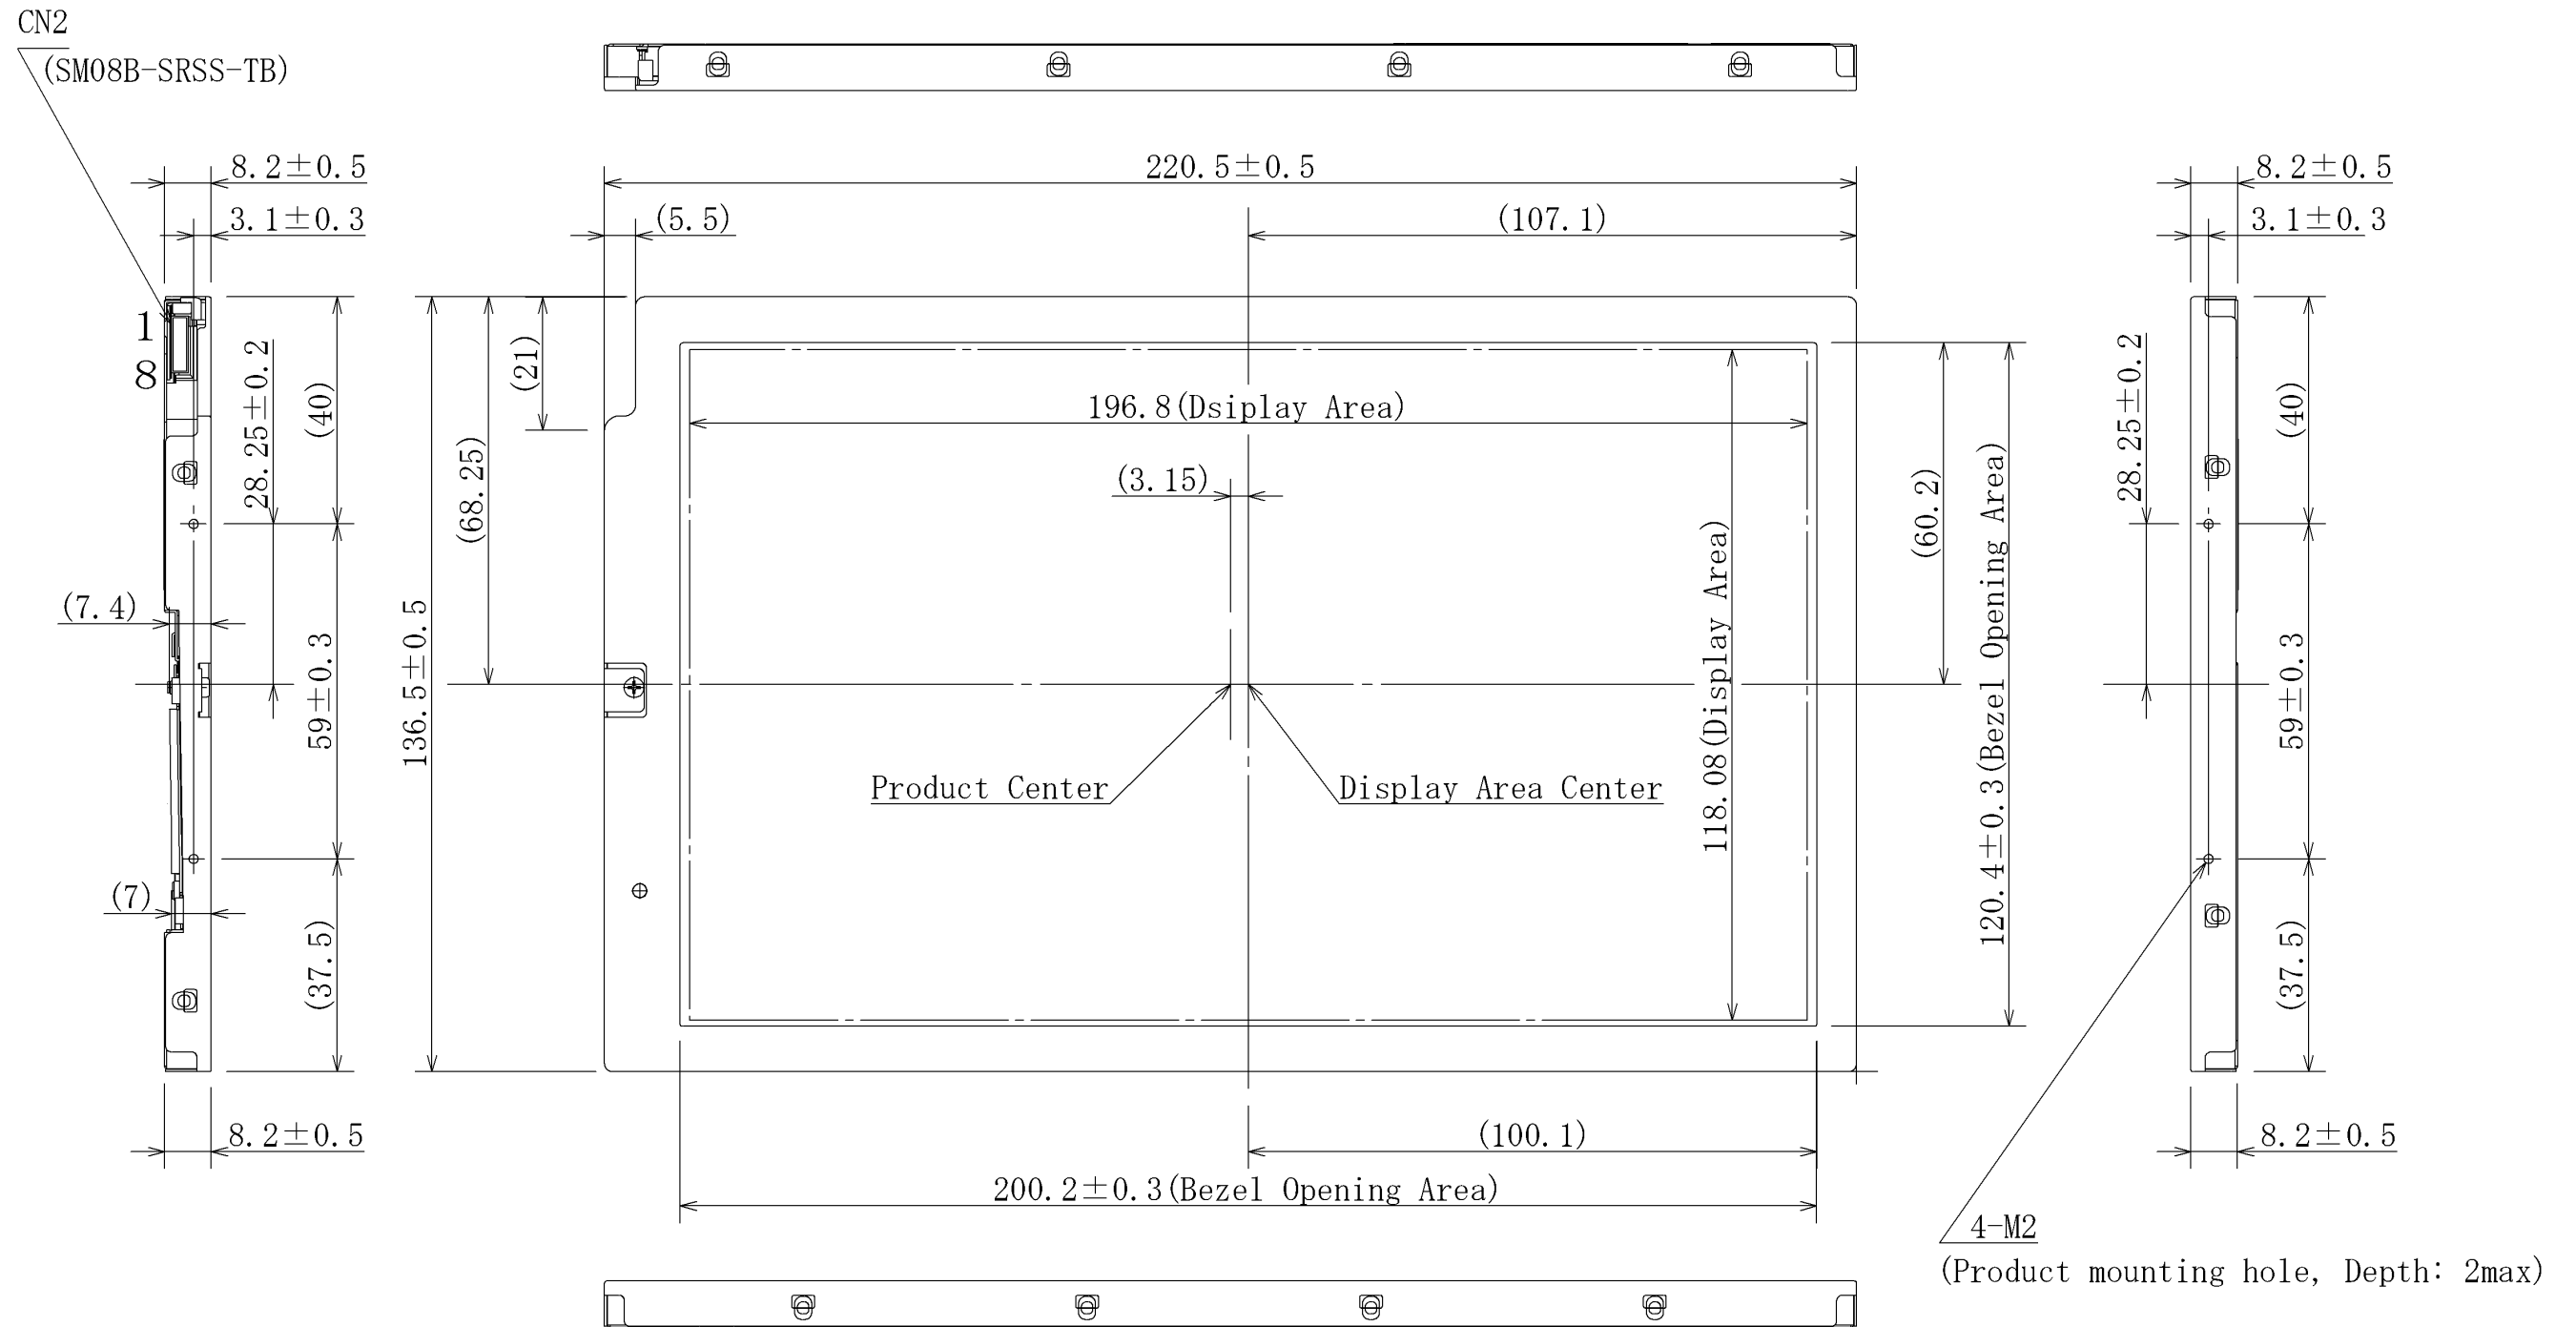 CN2
(SM08B-SRSS-TB)
8.2±0.5
220.5±0.5
8.2±0.5
3.1±0.3
(5.5)
(107.1)
3.1±0.3
1
8
28.25±0.2
(40)
(21)
(68.25)
196.8(Dsiplay Area)
(3.15)
(60.2)
28.25±0.2
(40)
(7.4)
136.5±0.5
59±0.3
118.08(Display Area)
120.4±0.3(Bezel Opening Area)
59±0.3
Product Center
Display Area Center
(7)
(37.5)
(37.5)
8.2±0.5
(100.1)
8.2±0.5
200.2±0.3(Bezel Opening Area)
4-M2
(Product mounting hole, Depth: 2max)